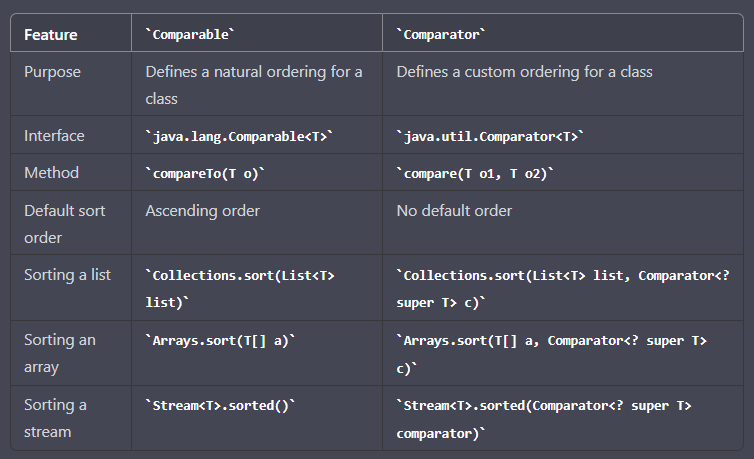 Feature `Comparable` `Comparator`
Purpose Defines a natural ordering for a Defines a custom ordering for a class
class
Interface `java.lang.Comparable<T>` `java.util.Comparator<T>`
Method `compareTo(T o)` `compare(T o1, T o2)`
Default sort Ascending order No default order
order
Sorting a list `Collections.sort(List<T> `Collections.sort(List<T> list, Comparator<?
list)` super T> c)`
Sorting an `Arrays.sort(T[] a)` `Arrays.sort(T[] a, Comparator<? super T>
array c)`
Sorting a `Stream<T>.sorted()` `Stream<T>.sorted(Comparator<? super T>
stream comparator)`